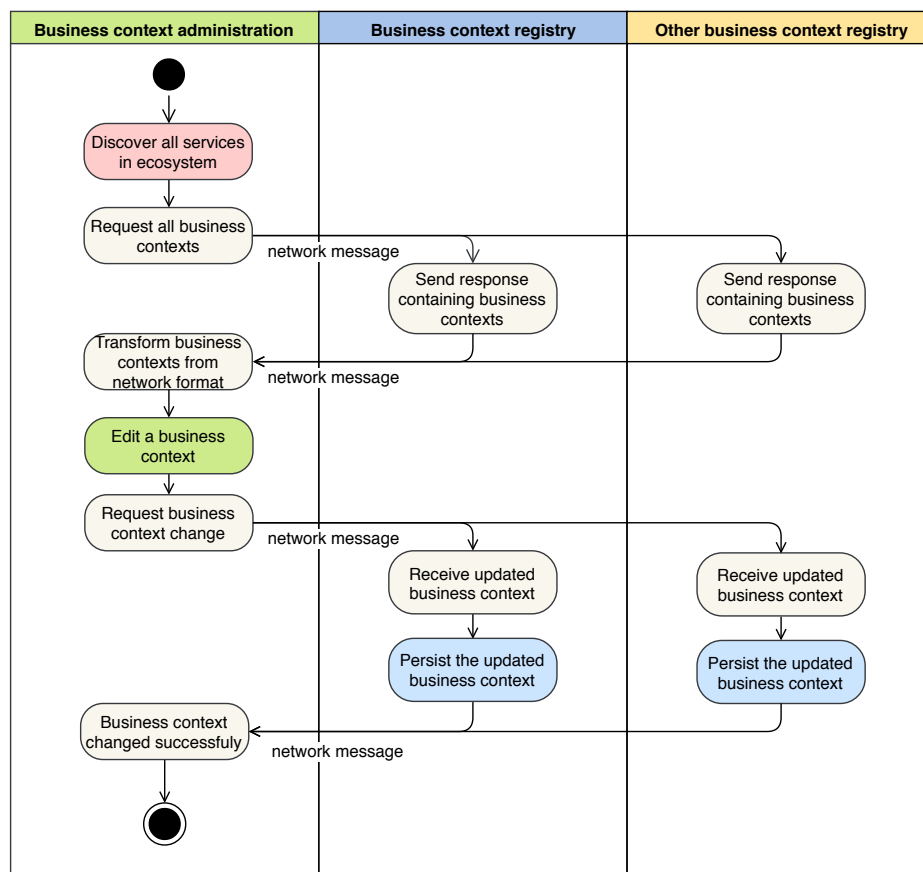 Business context administration
Business context registry
Other business context registry
Discover all services
in ecosystem
Request all business
contexts
network message
Send response
containing business
contexts
Send response
containing business
contexts
Transform business
contexts from
network format
network message
Edit a business
context
Request business
context change
network message
Receive updated
business context
Receive updated
business context
Persist the updated
business context
Persist the updated
business context
Business context
changed successfuly
network message